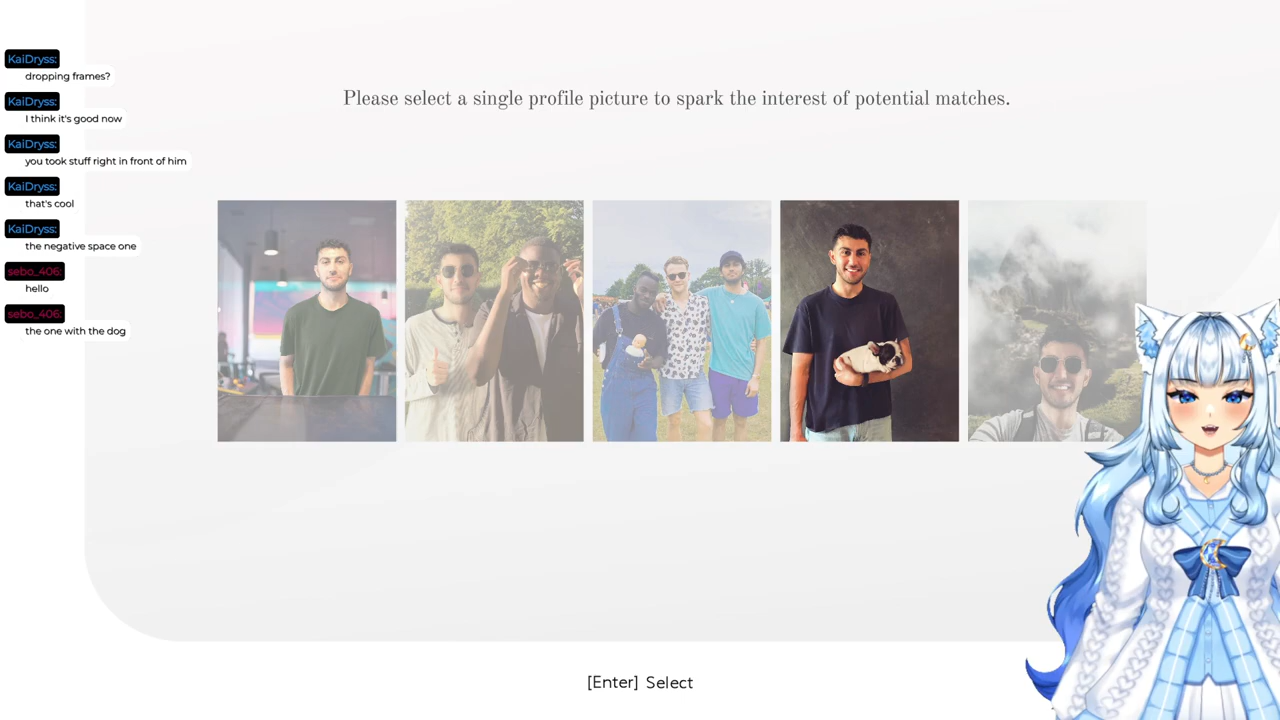 KaiDryss:
dropping frames?
KaiDryss:
I think it's good now
KaiDryss:
you took stuff right in front of him
KaiDryss:
that's cool
KaiDryss:
the negative space one
sebo_406:
hello
sebo_406:
the one with the dog
Please select a single profile picture to spark the interest of potential matches.
[Enter] Select